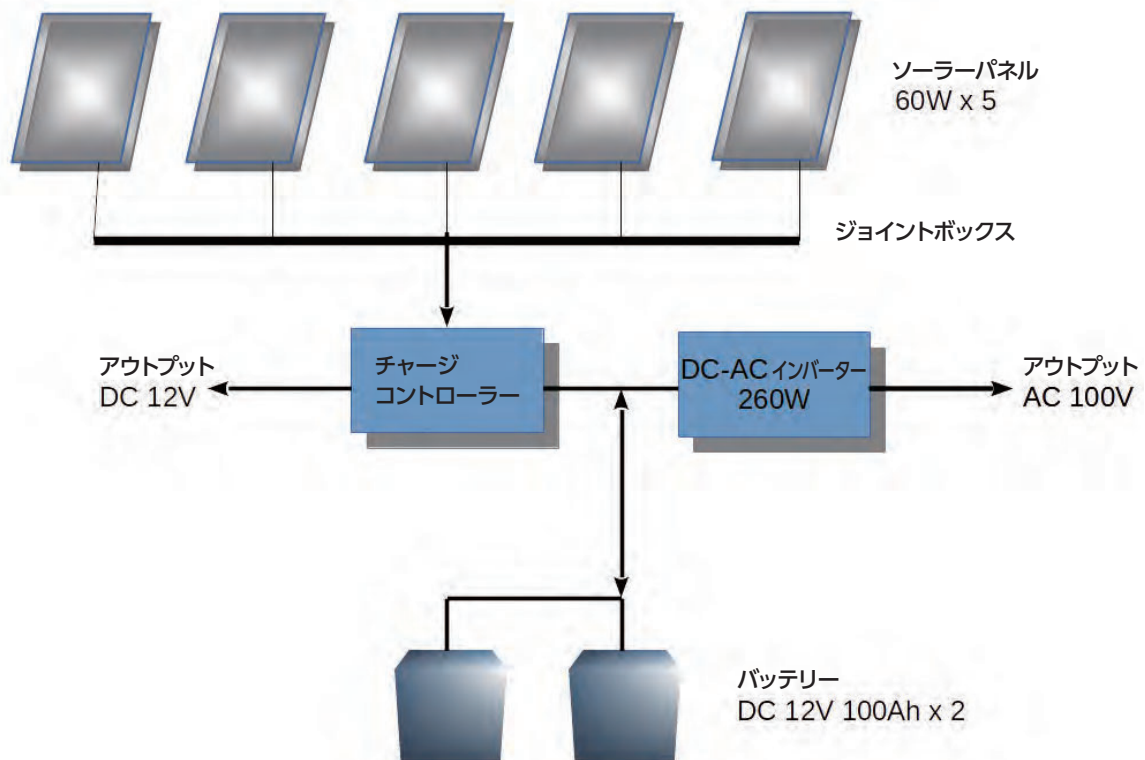 ソーラーパネル
60W x 5
ジョイントボックス
チャージ
コントローラー
アウトプット
DC 12V
DC-AC インバーター
260W
アウトプット
AC 100V
バッテリー
DC 12V 100Ah x 2